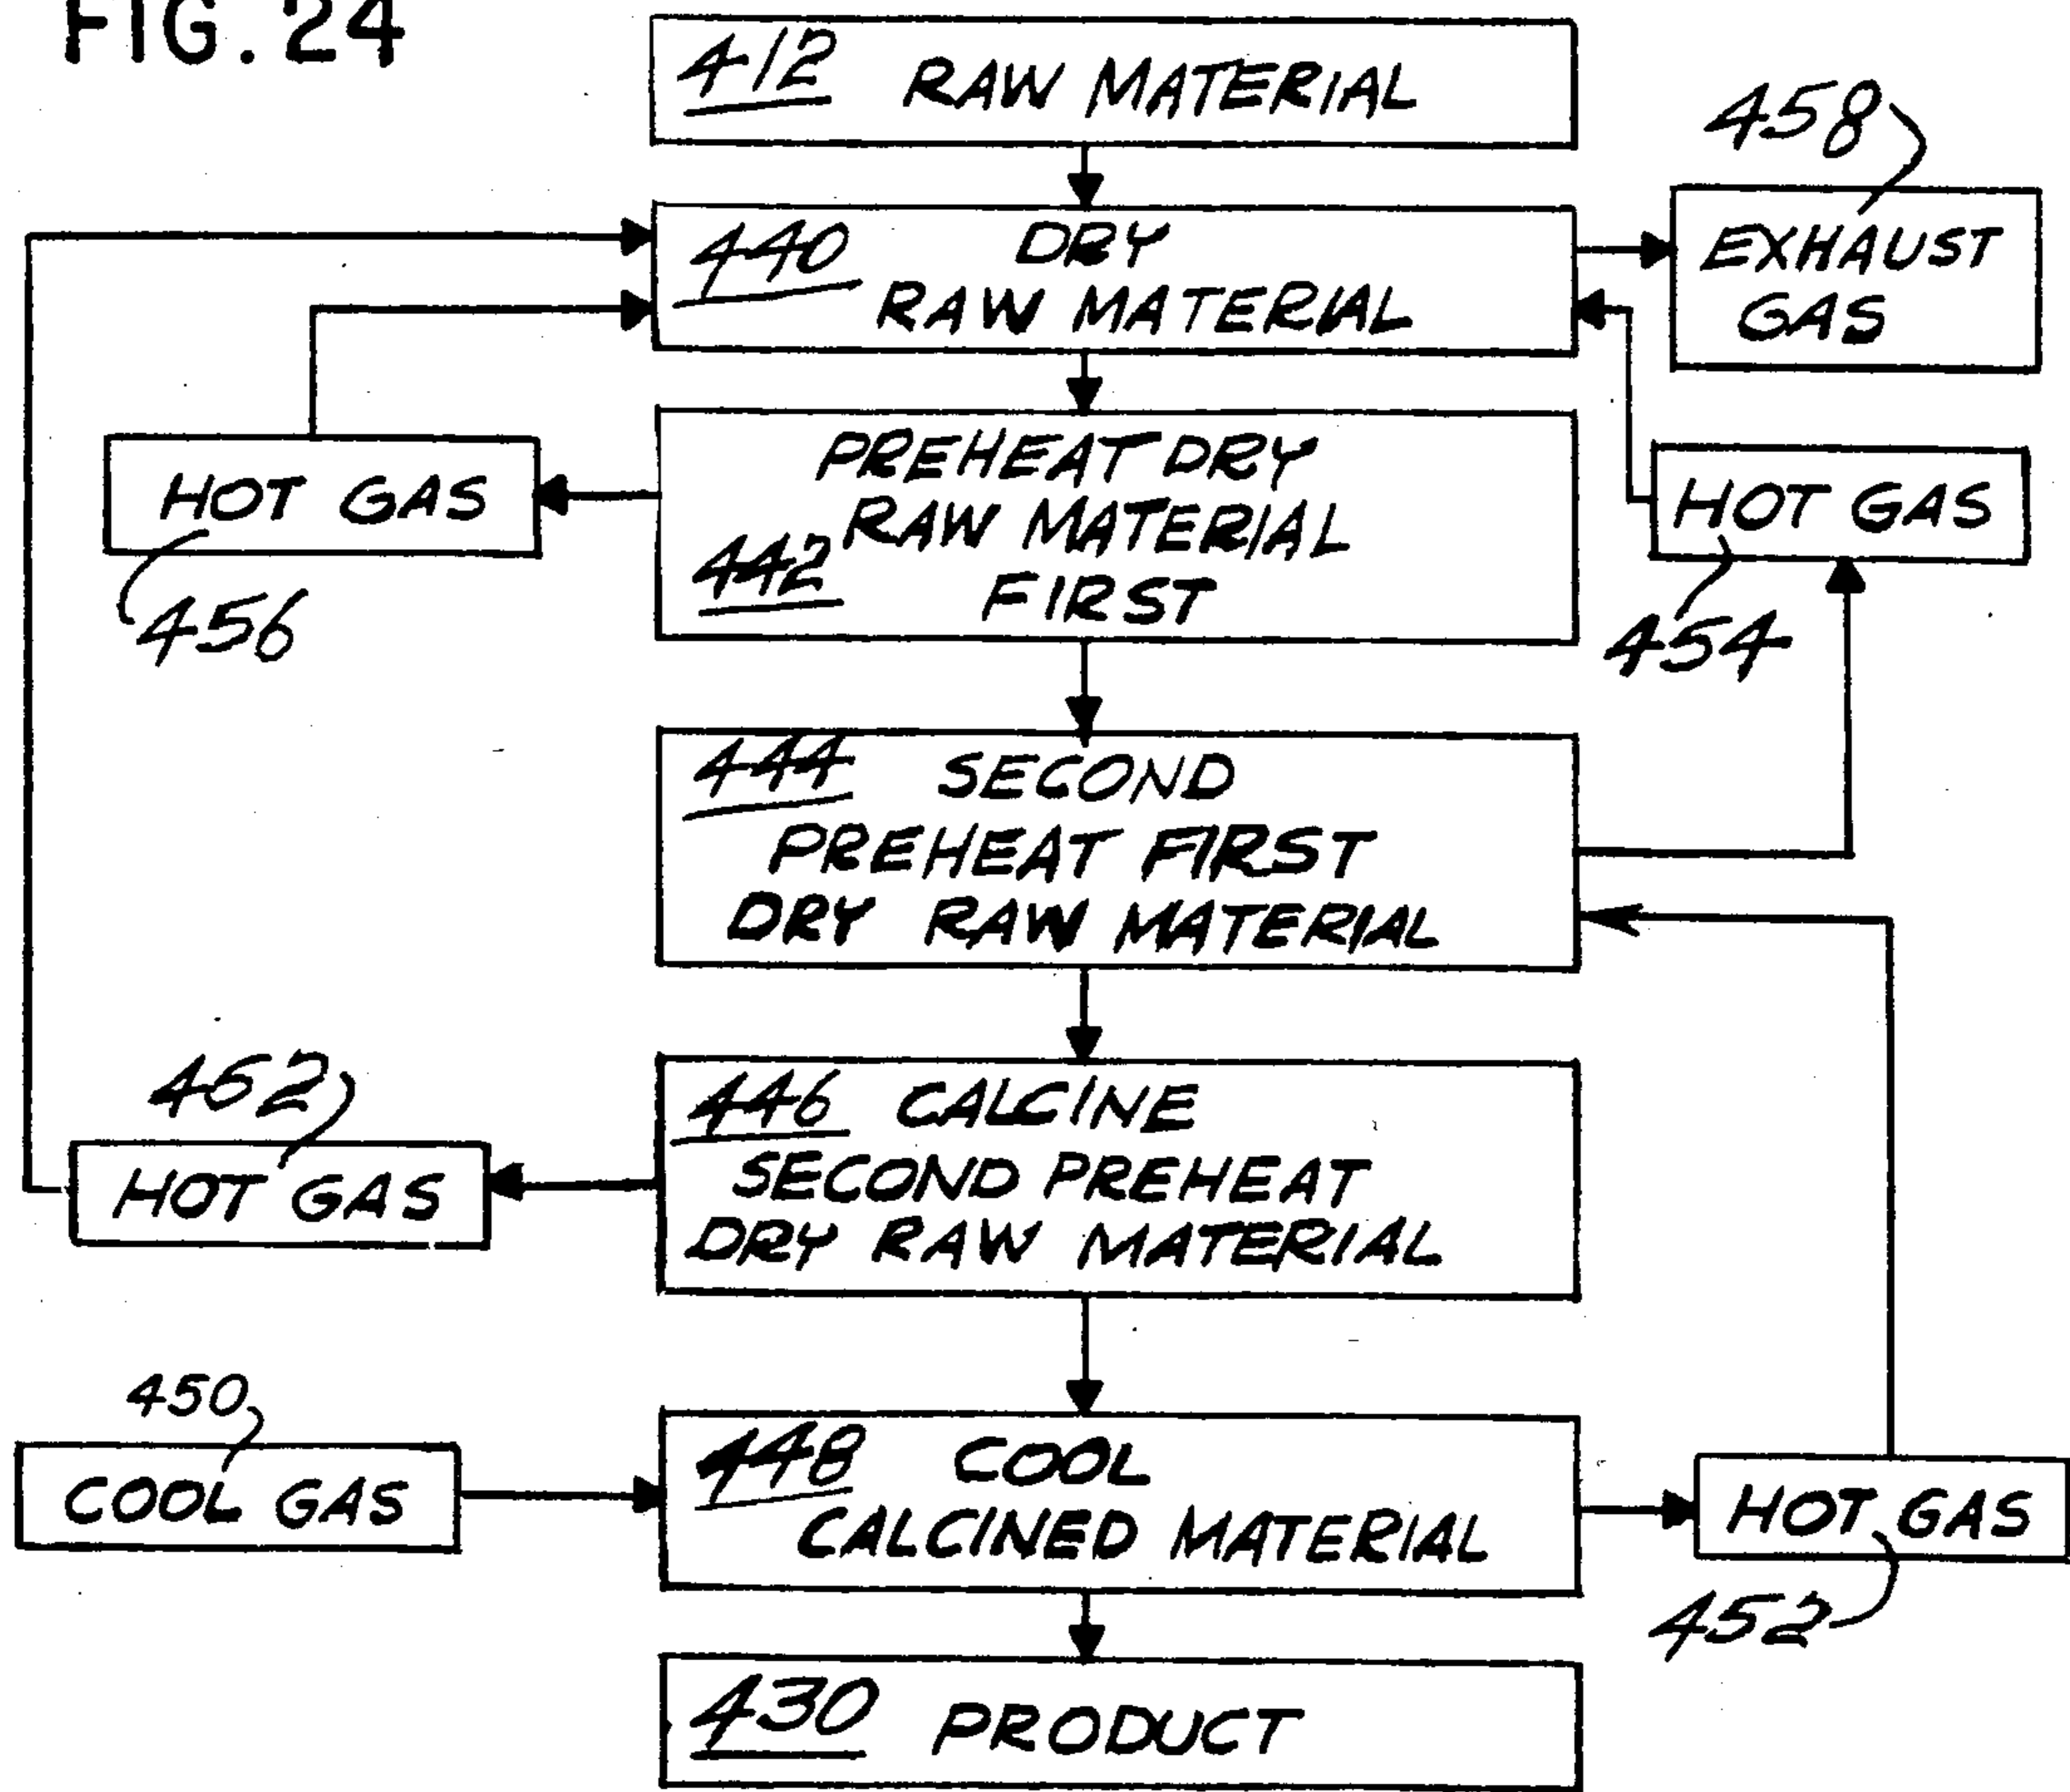 FIG. 24
412 RAW MATERIAL
458
440 DRY
RAW MATERIAL
EXHAUST
GAS
HOT GAS
456
PREHEAT DRY
RAW MATERIAL
442 FIRST
HOT GAS
454
444 SECOND
PREHEAT FIRST
DRY RAW MATERIAL
462
HOT GAS
446 CALCINE
SECOND PREHEAT
DRY RAW MATERIAL
450
COOL GAS
448 COOL
CALCINED MATERIAL
HOT GAS
452
430 PRODUCT